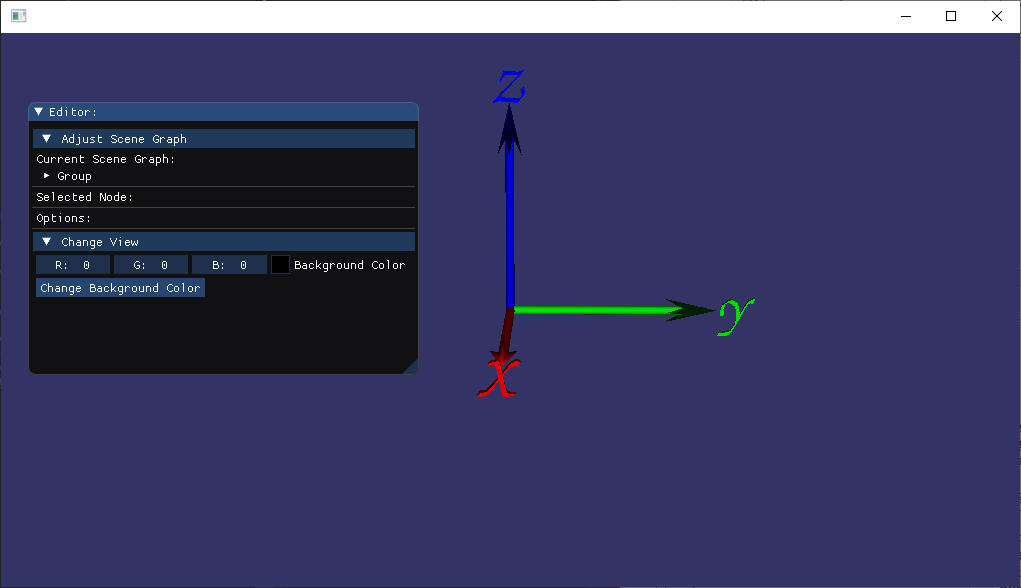 z
Editor:
Adjust Scene Graph
Current Scene Graph:
Group
Selected Node:
Options:
Change View
R: 0 G: 0 B: 0 Background Color
Change Background Color
y
x